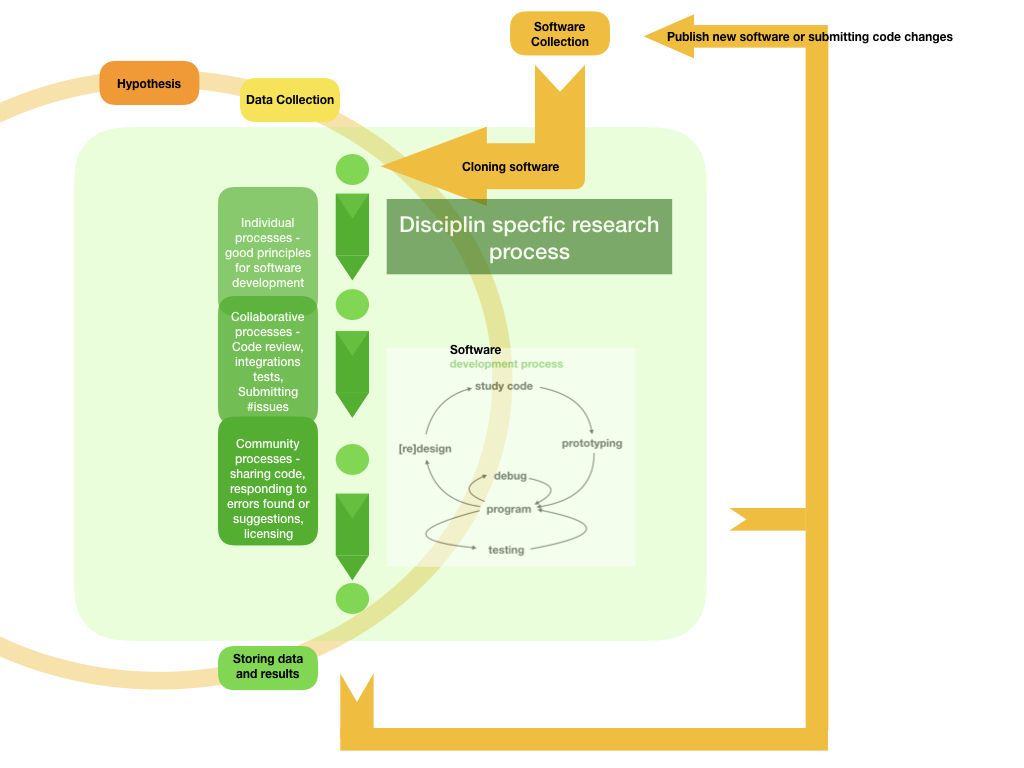 Software
Collection
Publish new software or submitting code changes
Hypothesis
Data Collection
Cloning software
Disciplin specfic research
process
Individual
processes -
good principles
for software
development
Collaborative
processes -
Code review,
integrations
tests,
Submitting
#issues
Community
processes -
sharing code,
responding to
errors found or
suggestions,
licensing
Software
development process
study code
[re]design
prototyping
debug
program
testing
Storing data
and results